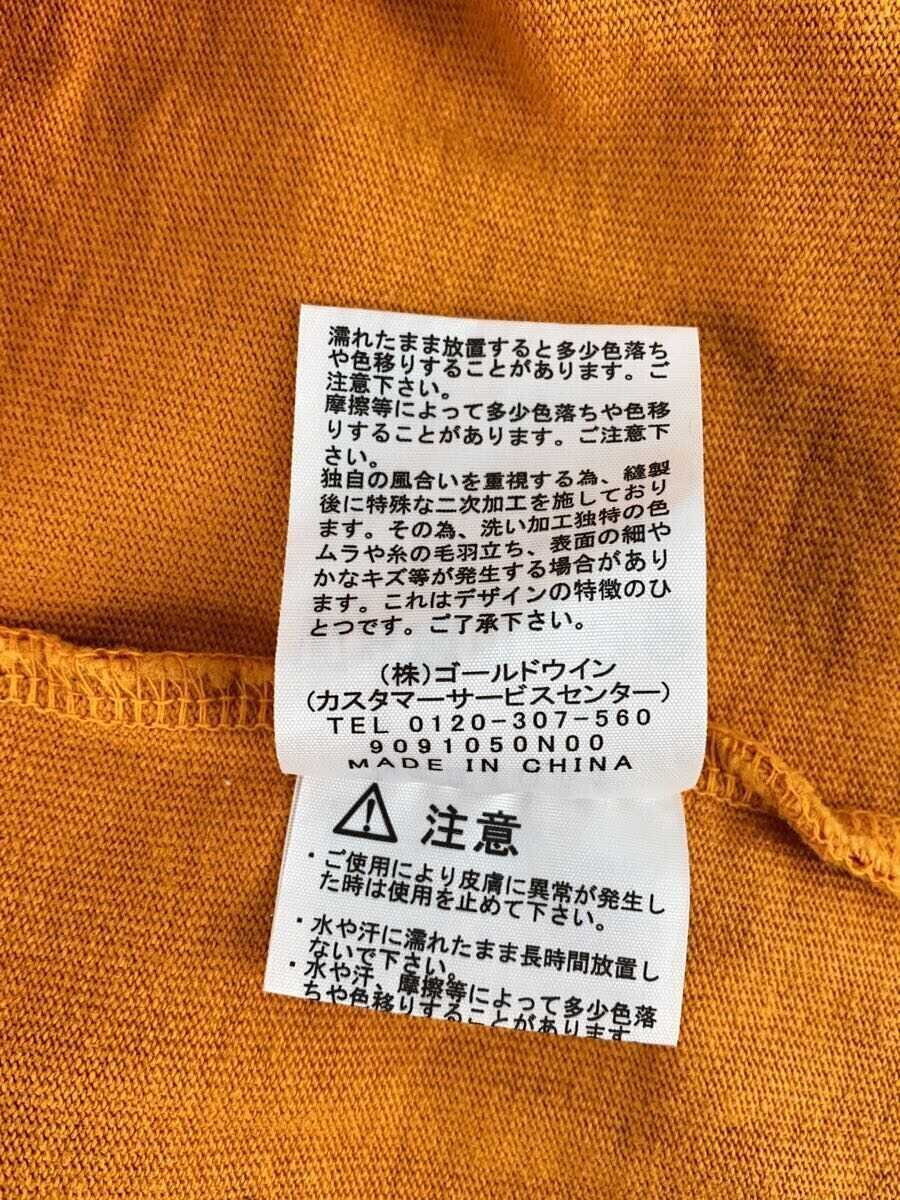 濡れたまま放置すると多少色落ち
や色移りすることがあります。ご
注意下さい。
摩擦等によって多少色落ちや色移
りすることがあります。ご注意下
さい。
独自の風合いを重視する為、縫製
後に特殊な二次加工を施しており
ます。その為、洗い加工独特の色
ムラや糸の毛羽立ち、表面の細や
かなキズ等が発生する場合があり
ます。これはデザインの特徴のひ
とつです。ご了承下さい。
(株)ゴールドウイン
(カスタマーサービスセンター)
TEL 0120-307-560
9091050N00
MADE IN CHINA
注意
・ご使用により皮膚に異常が発生し
た時は使用を止めて下さい。
・水や汗に濡れたまま長時間放置し
ないで下さい。
・水や汗、摩擦等によって多少色落
ちや色移りすることがあります